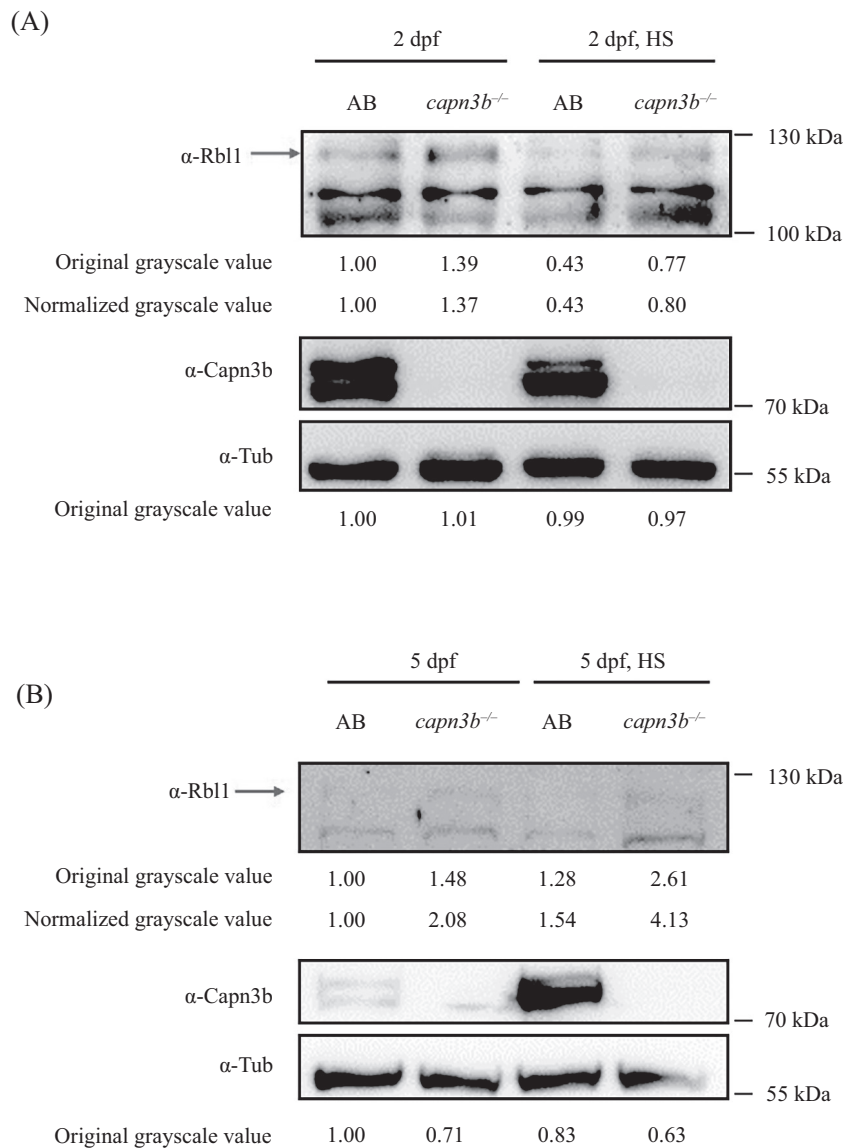 (A)
2 dpf 2 dpf, HS
AB capn3b–/– AB capn3b–/–
α-Rbl1 130 kDa
100 kDa
Original grayscale value 1.00 1.39 0.43 0.77
Normalized grayscale value 1.00 1.37 0.43 0.80
α-Capn3b
70 kDa
α-Tub
55 kDa
Original grayscale value 1.00 1.01 0.99 0.97
5 dpf 5 dpf, HS
(B)
AB capn3b–/– AB capn3b–/–
130 kDa
α-Rbl1
Original grayscale value 1.00 1.48 1.28 2.61
Normalized grayscale value 1.00 2.08 1.54 4.13
α-Capn3b
70 kDa
α-Tub
55 kDa
Original grayscale value 1.00 0.71 0.83 0.63